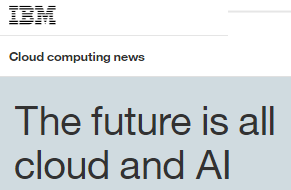 IBM
Cloud computing news
The future is all
cloud and AI